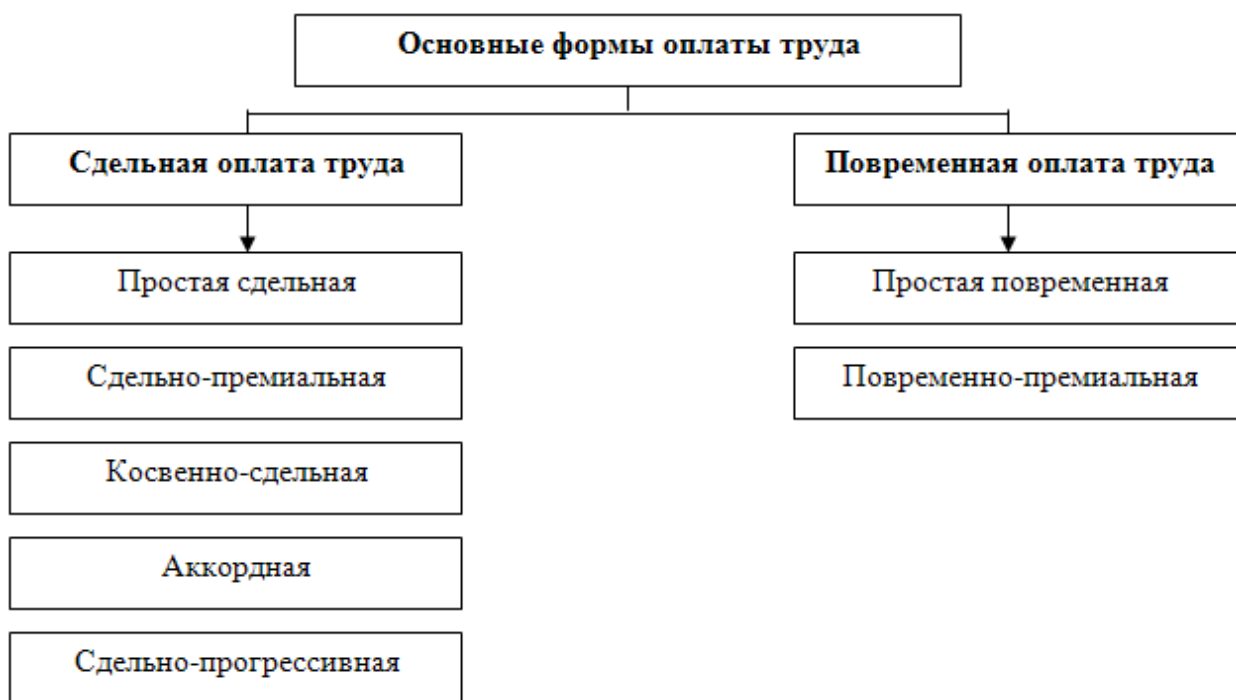 Основные формы оплаты труда
Сдельная оплата труда
Повременная оплата труда
Простая сдельная
Простая повременная
Сдельно-премиальная
Повременно-премиальная
Косвенно-сдельная
Аккордная
Сдельно-прогрессивная